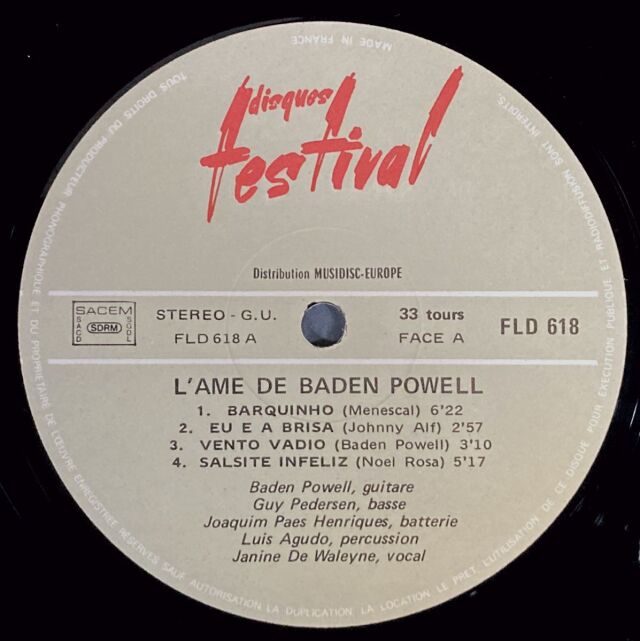 MADE IN FRANCE
disques
festival
Distribution MUSIDISC-EUROPE
SACEM
SACD
SDRM
SGDL
STEREO - G.U.
FLD 618 A
33 tours
FACE A
FLD 618
L'AME DE BADEN POWELL
1. BARQUINHO (Menescal) 6'22
2. EU E A BRISA (Johnny Alf) 2'57
3. VENTO VADIO (Baden Powell) 3'10
4. SALSITE INFELIZ (Noel Rosa) 5'17
Baden Powell, guitare
Guy Pedersen, basse
Joaquim Paes Henriques, batterie
Luis Agudo, percussion
Janine De Waleyne, vocal
TOUS DROITS DU PRODUCTEUR PHONOGRAPHIQUE ET DU PROPRIETAIRE DE L'ŒUVRE ENREGISTREE RESERVES SAUF AUTORISATION LA DUPLICATION, LA LOCATION, LE PRET, L'UTILISATION DE CE DISQUE POUR EXECUTION PUBLIQUE ET RADIODIFFUSION SONT INTERDITS.